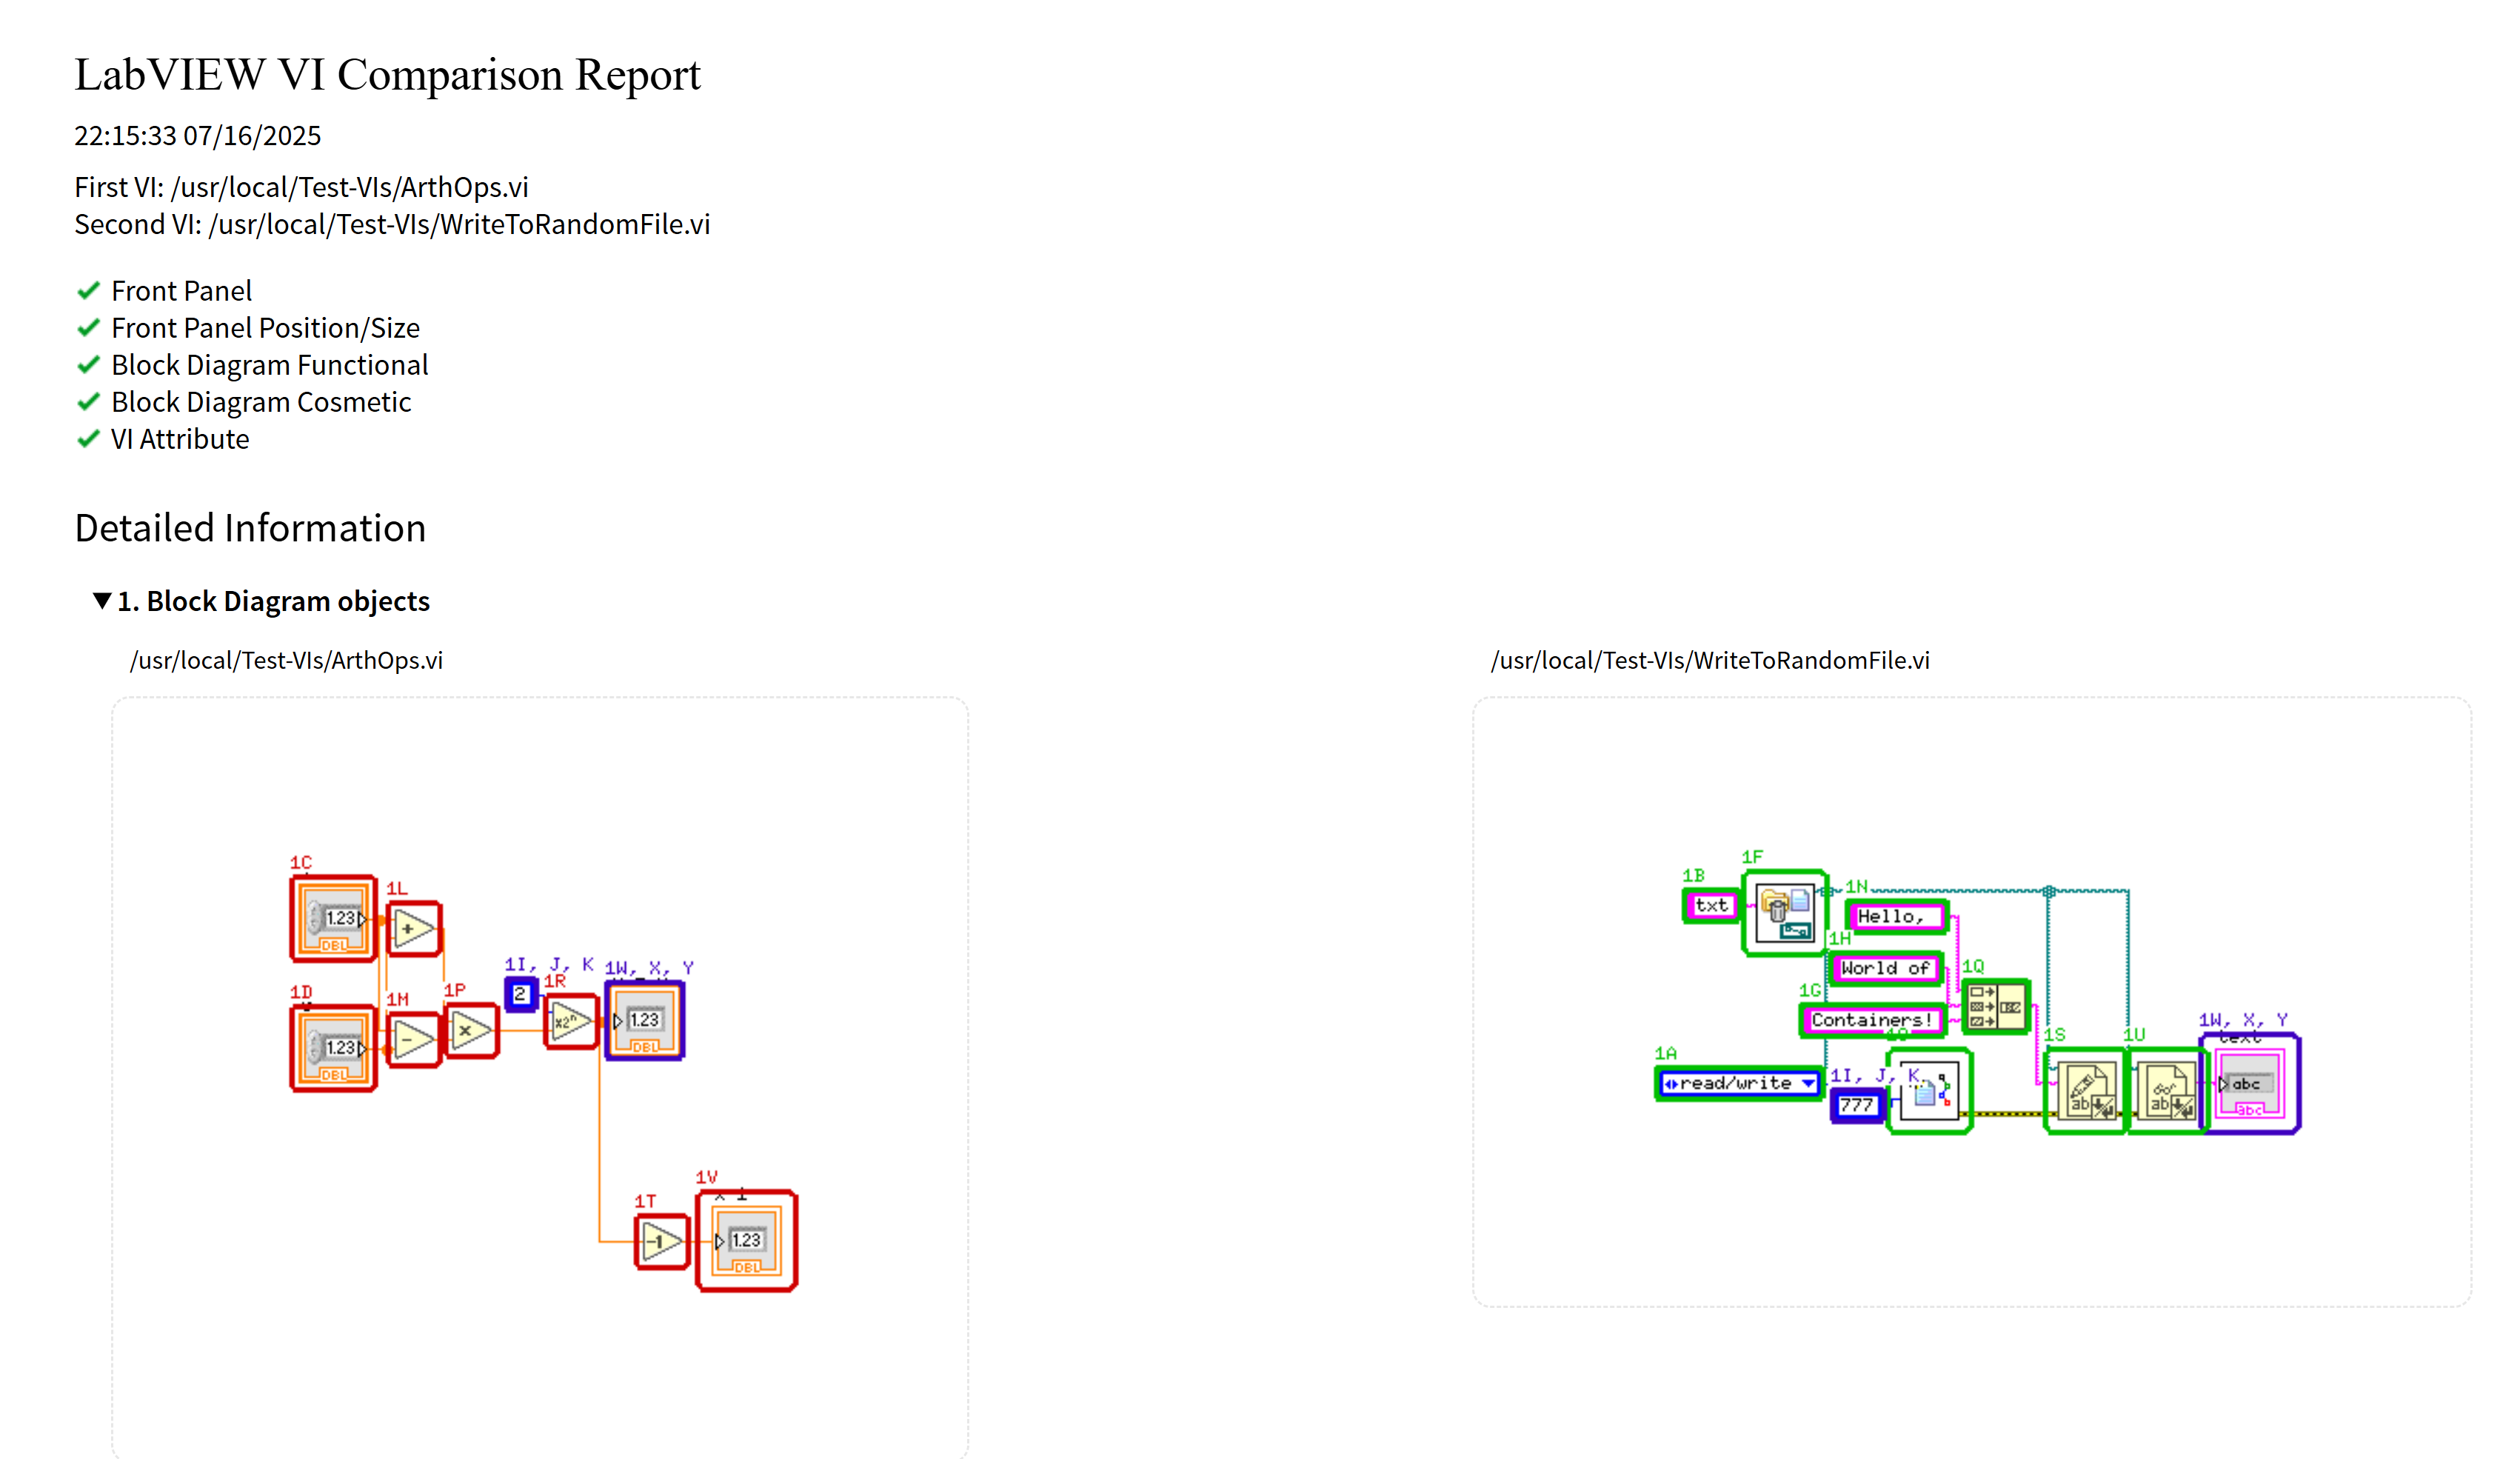 LabVIEW VI Comparison Report
22:15:33 07/16/2025
First VI: /usr/local/Test-VIs/ArthOps.vi
Second VI: /usr/local/Test-VIs/WriteToRandomFile.vi
Front Panel
Front Panel Position/Size
Block Diagram Functional
Block Diagram Cosmetic
VI Attribute
Detailed Information
1. Block Diagram objects
/usr/local/Test-VIs/ArthOps.vi
1C
1.23
DBL
1L
+
1D
1.23
DBL
1M
-
1P
x
1I, J, K
2
1R
x2ⁿ
1W, X, Y
1.23
DBL
1T
-1
1V
x-1
1.23
DBL
/usr/local/Test-VIs/WriteToRandomFile.vi
1F
1B
txt
1N
Hello,
1H
World of
1Q
1G
Containers!
1A
read/write
1I, J, K
777
1S
ab
1U
ab
1W, X, Y
text
abc
abc